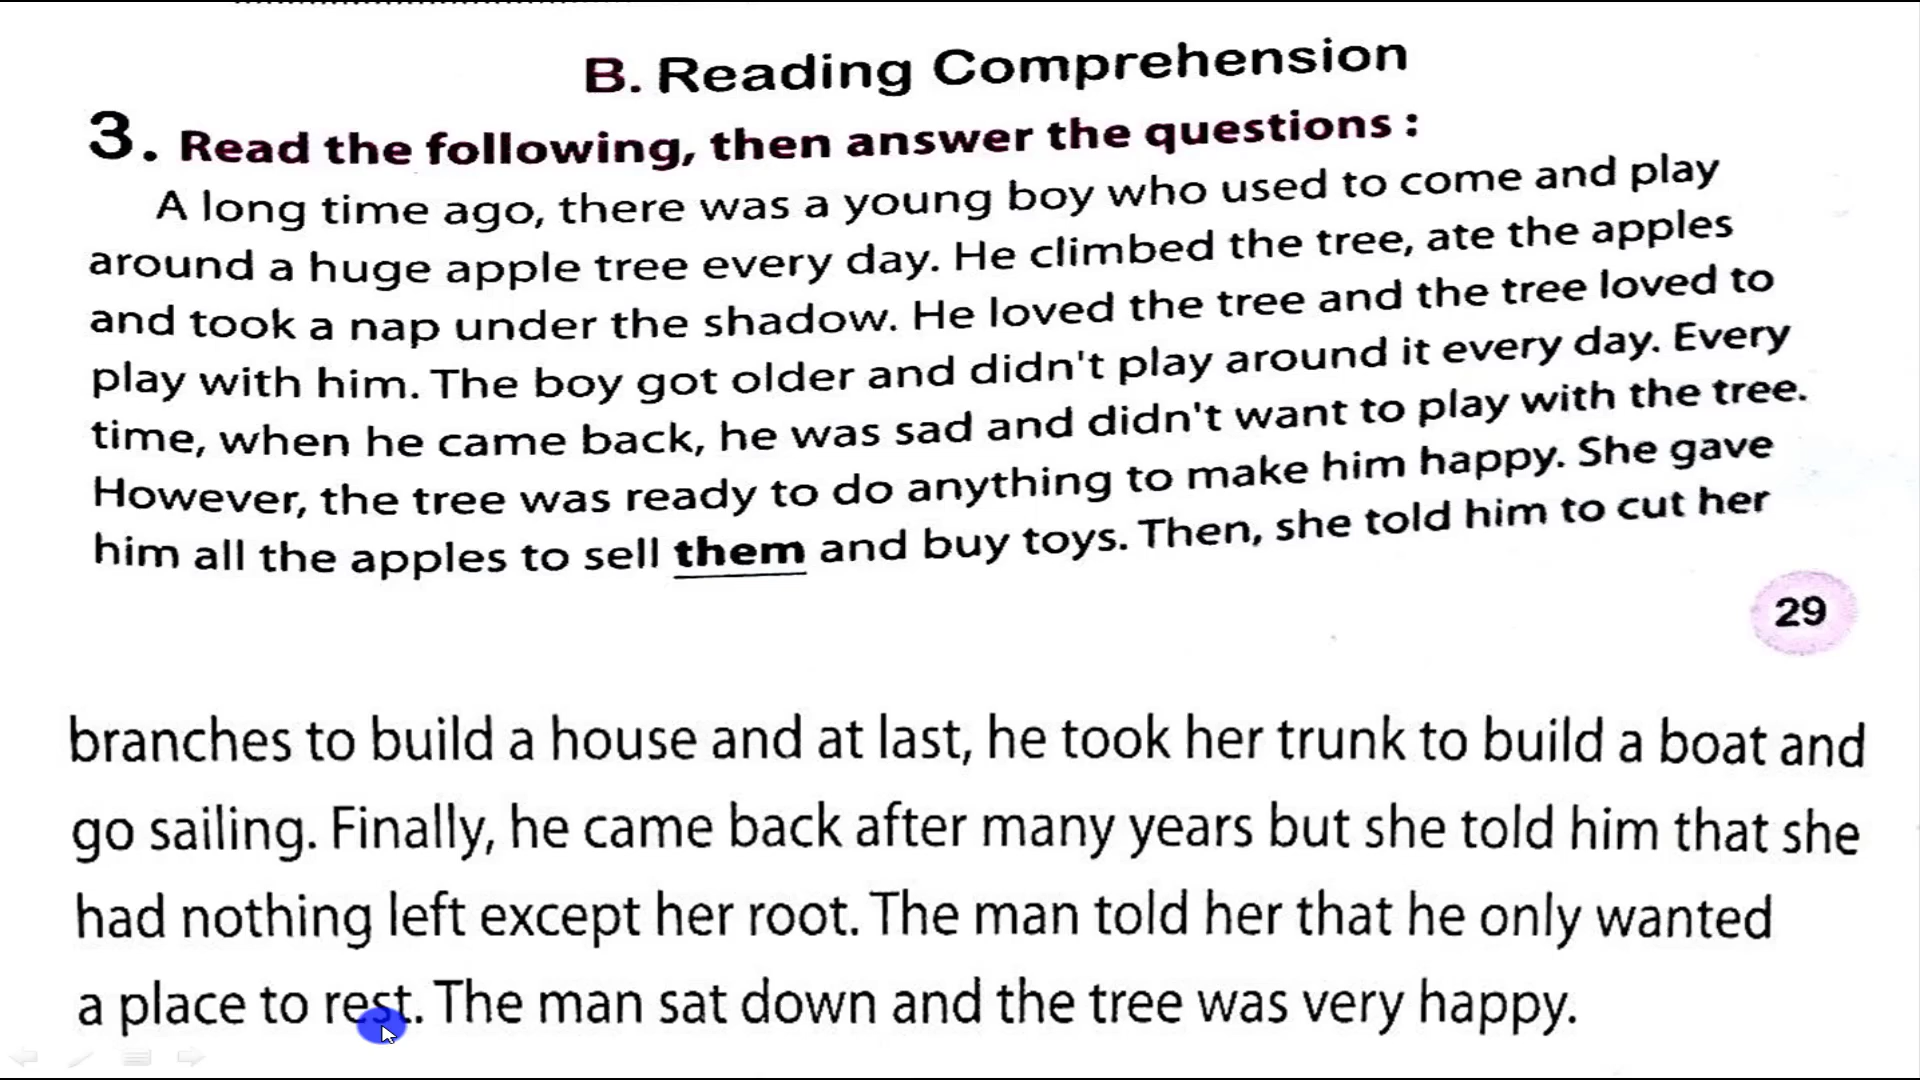 B. Reading Comprehension
3. Read the following, then answer the questions :
A long time ago, there was a young boy who used to come and play
around a huge apple tree every day. He climbed the tree, ate the apples
and took a nap under the shadow. He loved the tree and the tree loved to
play with him. The boy got older and didn't play around it every day. Every
time, when he came back, he was sad and didn't want to play with the tree.
However, the tree was ready to do anything to make him happy. She gave
him all the apples to sell them and buy toys. Then, she told him to cut her
29
branches to build a house and at last, he took her trunk to build a boat and
go sailing. Finally, he came back after many years but she told him that she
had nothing left except her root. The man told her that he only wanted
a place to rest. The man sat down and the tree was very happy.